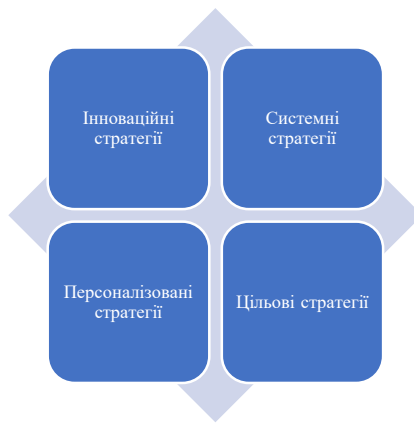 Інноваційні
стратегії
Системні
стратегії
Персоналізовані
стратегії
Цільові стратегії